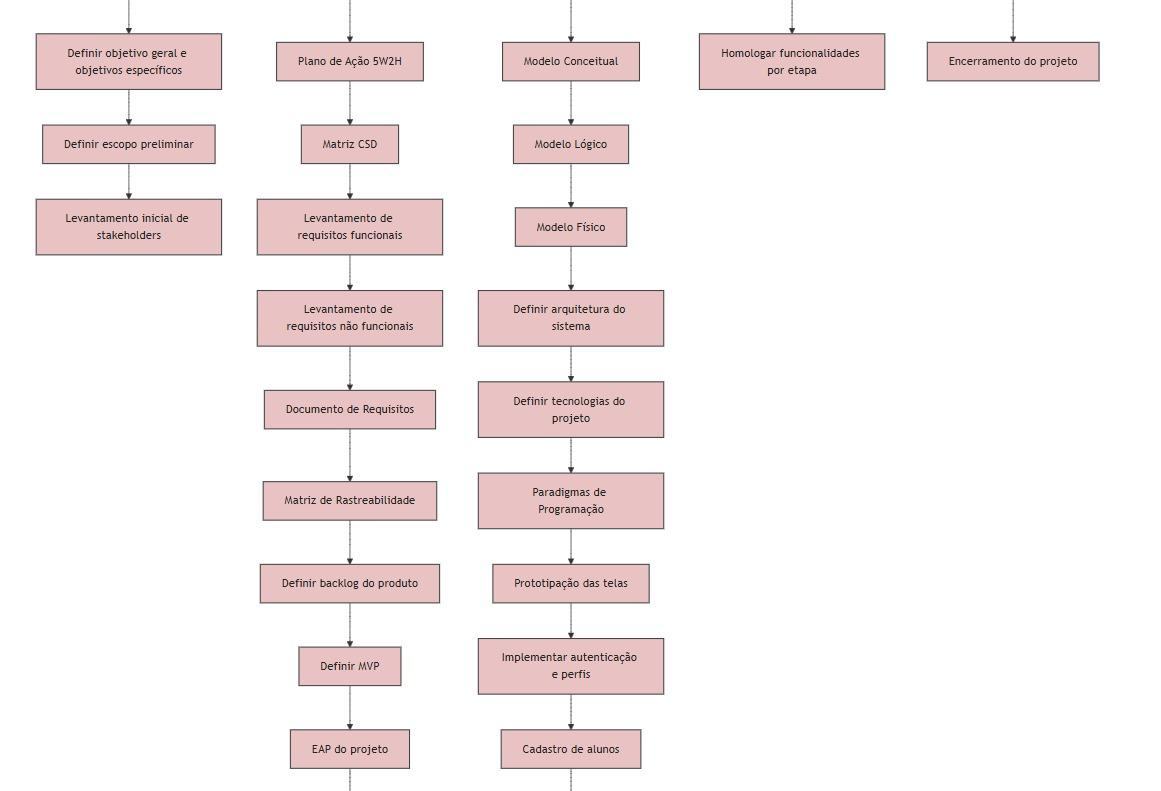 Definir objetivo geral e
objetivos específicos
Definir escopo preliminar
Levantamento inicial de
stakeholders
Plano de Ação 5W2H
Matriz CSD
Levantamento de
requisitos funcionais
Levantamento de
requisitos não funcionais
Documento de Requisitos
Matriz de Rastreabilidade
Definir backlog do produto
Definir MVP
EAP do projeto
Modelo Conceitual
Modelo Lógico
Modelo Físico
Definir arquitetura do
sistema
Definir tecnologias do
projeto
Paradigmas de
Programação
Prototipação das telas
Implementar autenticação
e perfis
Cadastro de alunos
Homologar funcionalidades
por etapa
Encerramento do projeto